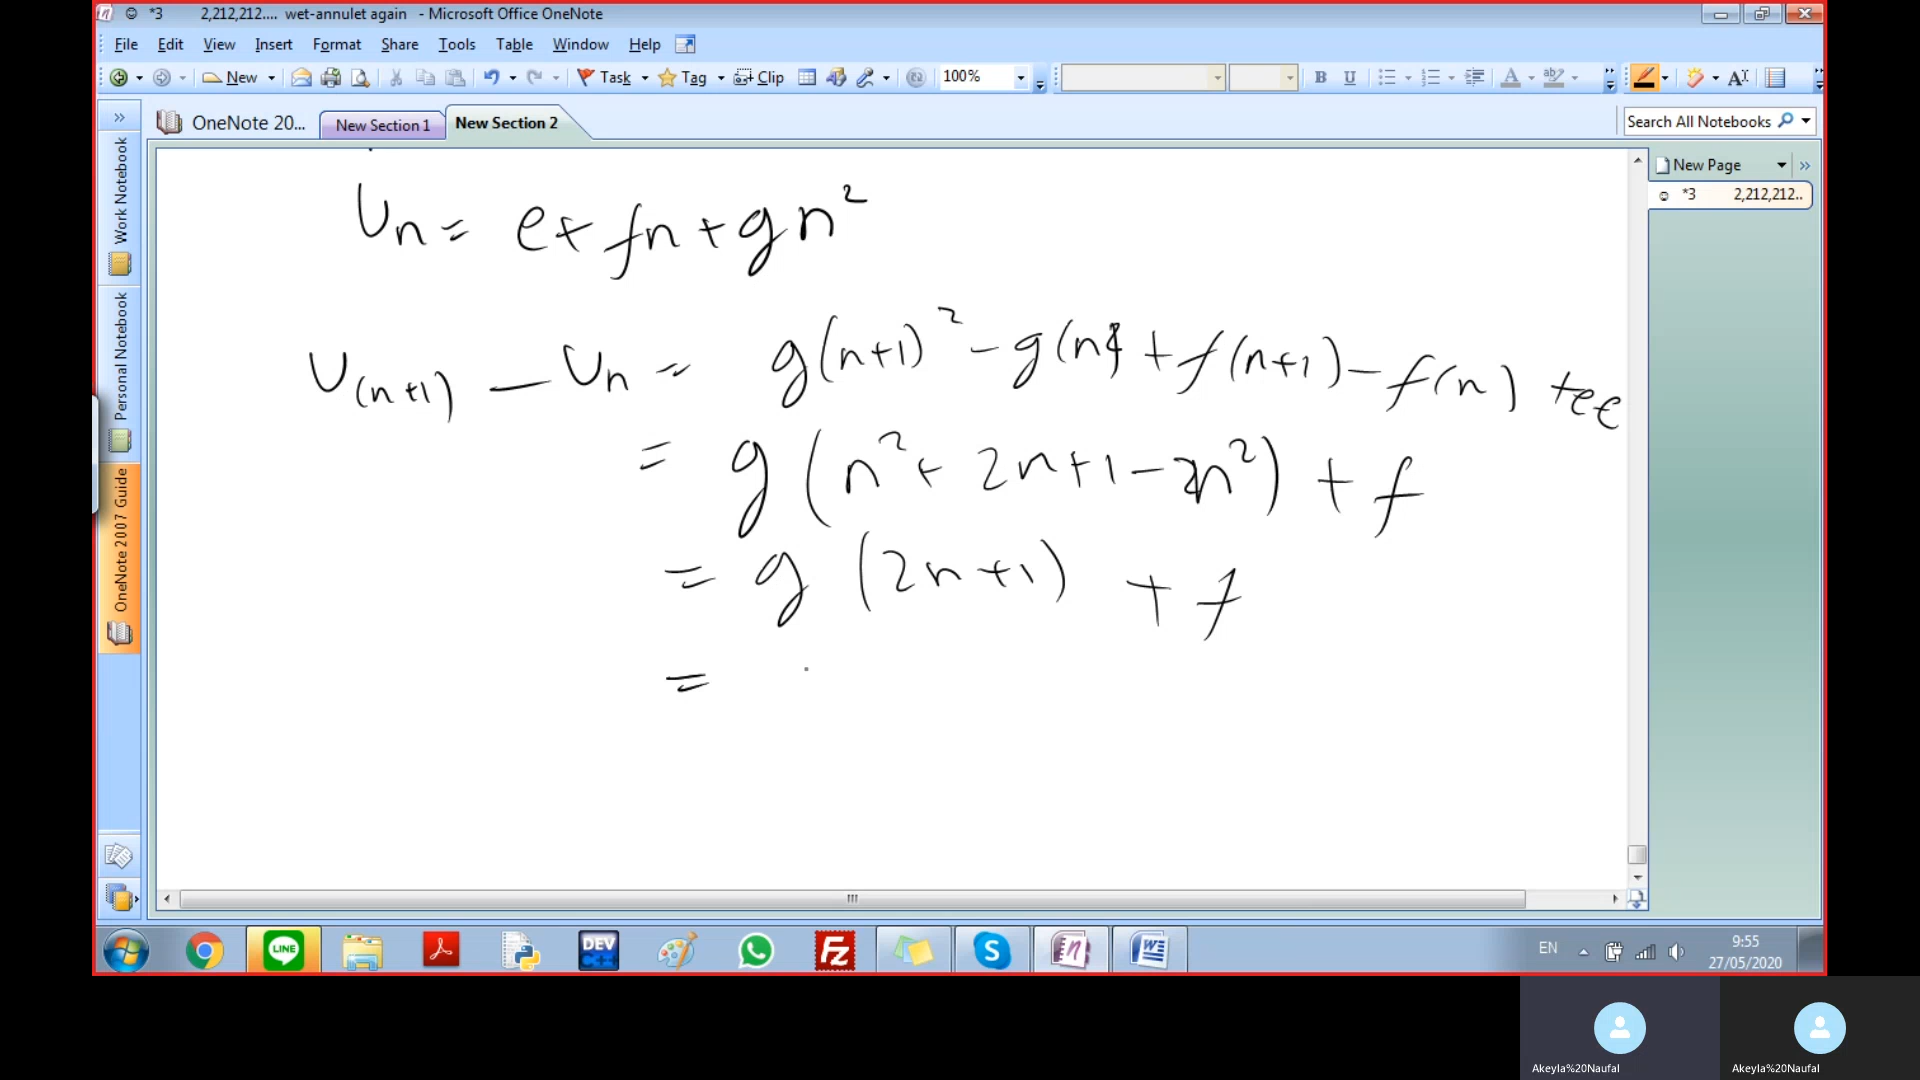 *3 2,212,212.... wet-annulet again - Microsoft Office OneNote
File Edit View Insert Format Share Tools Table Window Help
New Task Tag Clip 100% B U
OneNote 20... New Section 1 New Section 2 Search All Notebooks
New Page
*3 2,212,212..
Work Notebook
Personal Notebook
OneNote 2007 Guide
Un = e+ fn + gn²
U(n+1) — Un = g(n+1)² - g(n + f(n+1) - f(n) +e
= g (n² + 2n+1 - n²) + f
= g (2n+1) + f
=
LINE
DEV C++
Fz
S
W
EN
9:55
27/05/2020
Akeyla%20Naufal
Akeyla%20Naufal